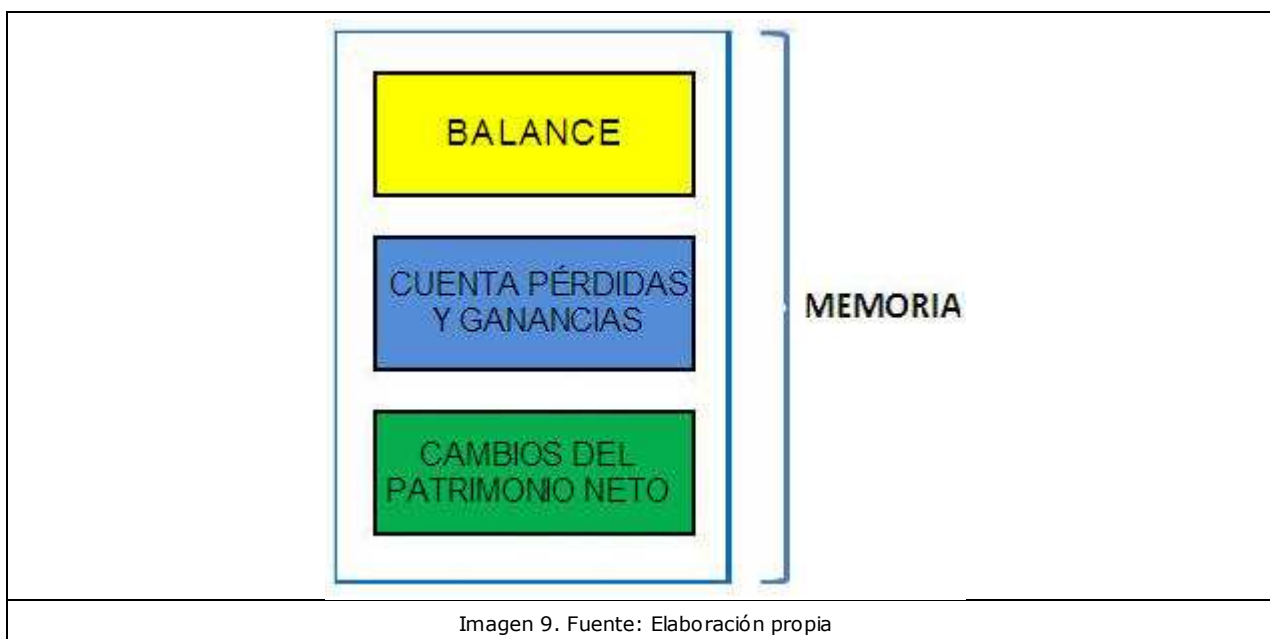 BALANCE
CUENTA PÉRDIDAS
Y GANANCIAS
CAMBIOS DEL
PATRIMONIO NETO
MEMORIA
Imagen 9. Fuente: Elaboración propia